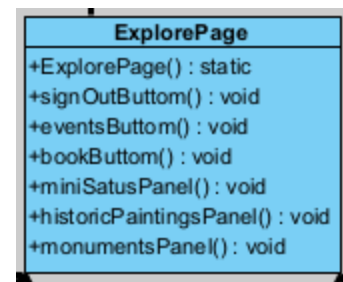 ExplorePage
+ExplorePage() : static
+signOutButtom() : void
+eventsButtom() : void
+bookButtom() : void
+miniSatusPanel() : void
+historicPaintingsPanel() : void
+monumentsPanel() : void